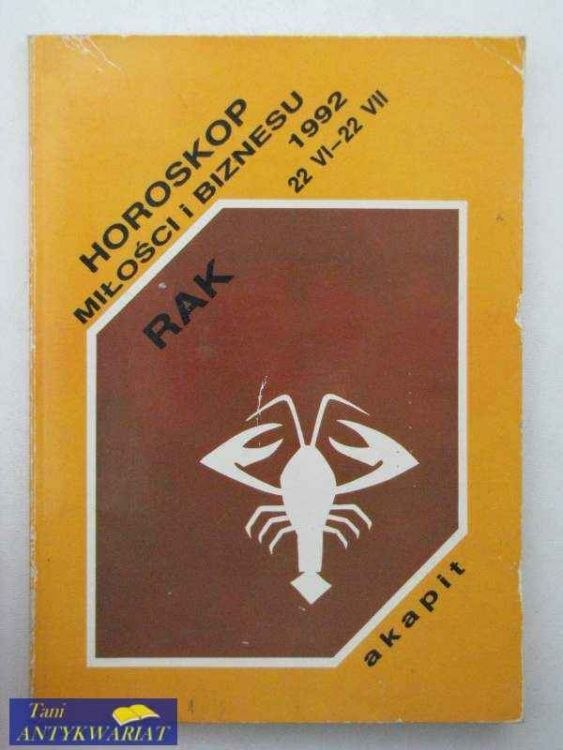 HOROSKOP
MIŁOŚCI i BIZNESU
1992
22 VI–22 VII
RAK
akapit
Tani
ANTYKWARIAT